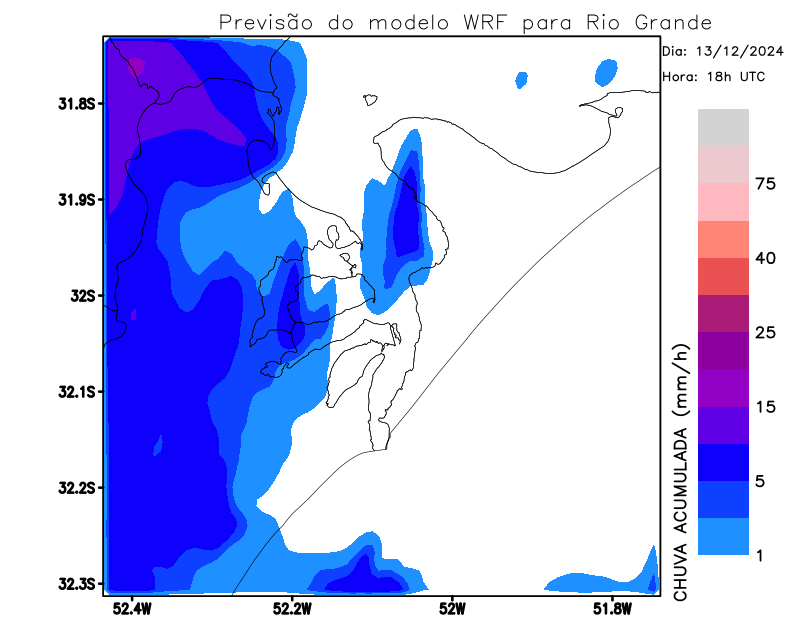 Previsão do modelo WRF para Rio Grande
Dia: 13/12/2024
Hora: 18h UTC
31.8S
31.9S
32S
32.1S
32.2S
32.3S
52.4W
52.2W
52W
51.8W
75
40
25
15
5
1
CHUVA ACUMULADA (mm/h)